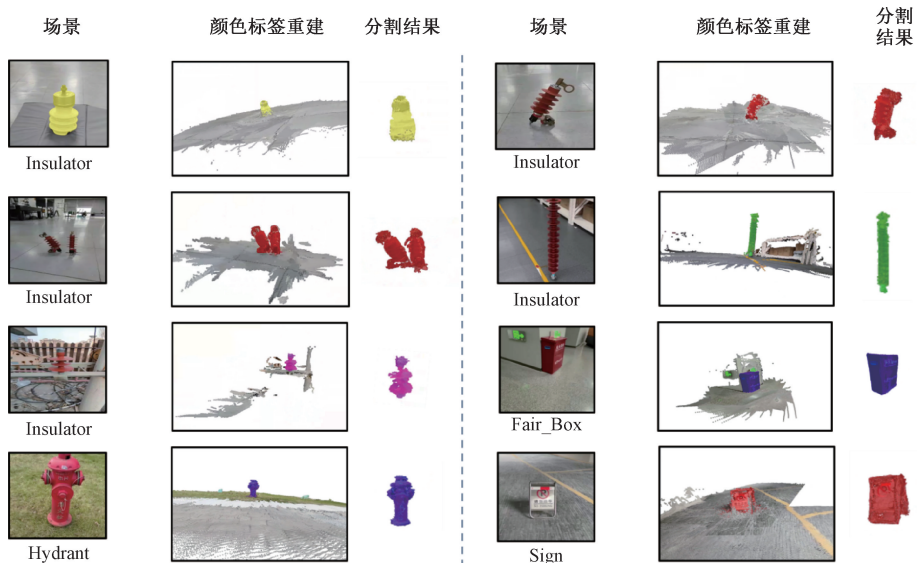 场景
颜色标签重建
分割结果
场景
颜色标签重建
分割
结果
Insulator
Insulator
Insulator
Insulator
Insulator
Fair_Box
Hydrant
Sign